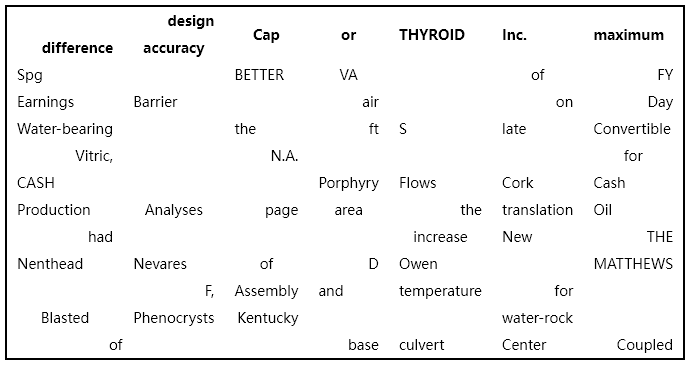 design
difference accuracy Cap or THYROID Inc. maximum
Spg BETTER VA of FY
Earnings Barrier air on Day
Water-bearing the ft S late Convertible
Vitric, N.A. for
CASH Porphyry Flows Cork Cash
Production Analyses page area the translation Oil
had increase New THE
Nenthead Nevares of D Owen MATTHEWS
F, Assembly and temperature for
Blasted Phenocrysts Kentucky water-rock
of base culvert Center Coupled